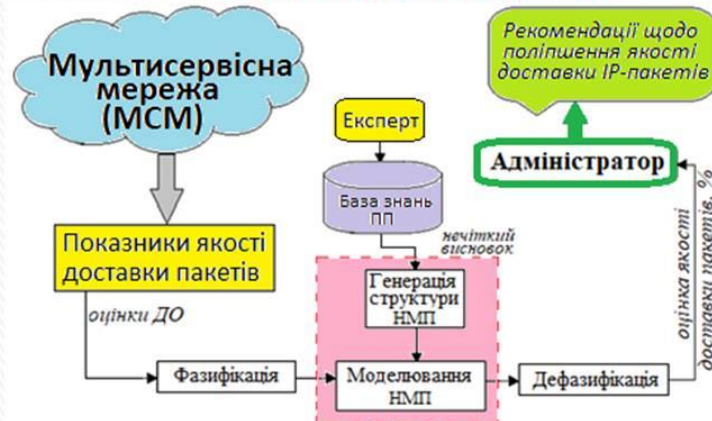 Мультисервісна
мережа
(МСМ)
Рекомендації щодо
поліпшення якості
доставки IP-пакетів
Експерт
Адміністратор
База знань
ПП
Показники якості
доставки пакетів
нечіткий
висновок
Генерація
структури
НМП
оцінки ДО
Фазифікація
Моделювання
НМП
Дефазифікація
оцінка якості
доставки пакетів, %